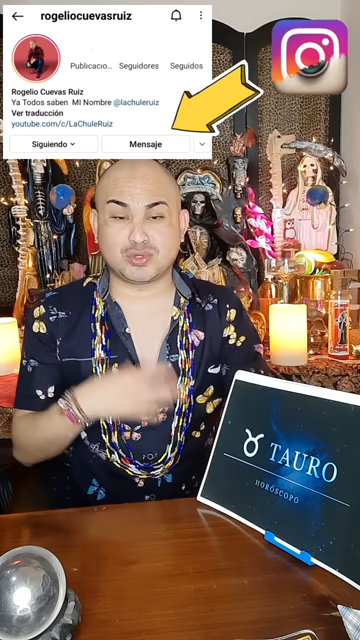 rogeliocuevasruiz
Publicacio... Seguidores Seguidos
Rogelio Cuevas Ruiz
Ya Todos saben MI Nombre @lachuleruiz
Ver traducción
youtube.com/c/LaChuleRuiz
Siguiendo Mensaje
TAURO
HORÓSCOPO